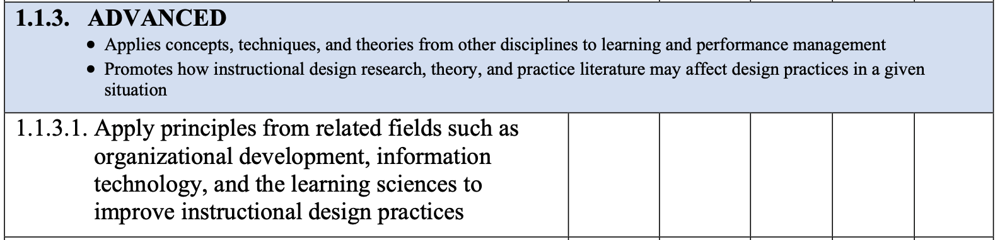 1.1.3. ADVANCED
• Applies concepts, techniques, and theories from other disciplines to learning and performance management
• Promotes how instructional design research, theory, and practice literature may affect design practices in a given
situation
1.1.3.1. Apply principles from related fields such as
organizational development, information
technology, and the learning sciences to
improve instructional design practices